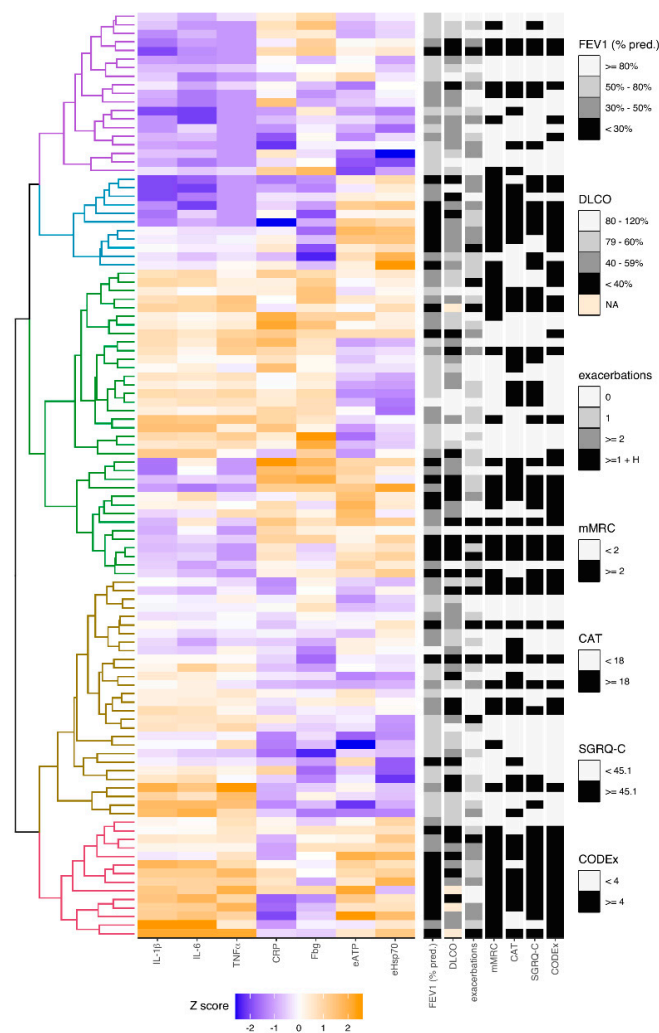 FEV1 (% pred.)
>= 80%
50% - 80%
30% - 50%
< 30%
DLCO
80 - 120%
79 - 60%
40 - 59%
< 40%
NA
exacerbations
0
1
>= 2
>=1 + H
mMRC
< 2
>= 2
CAT
< 18
>= 18
SGRQ-C
< 45.1
>= 45.1
CODEx
< 4
>= 4
IL-1β
IL-6
TNFα
CRP
Fbg
eATP
eHsp70
FEV1 (% pred.)
DLCO
exacerbations
mMRC
CAT
SGRQ-C
CODEx
Z score
-2 -1 0 1 2